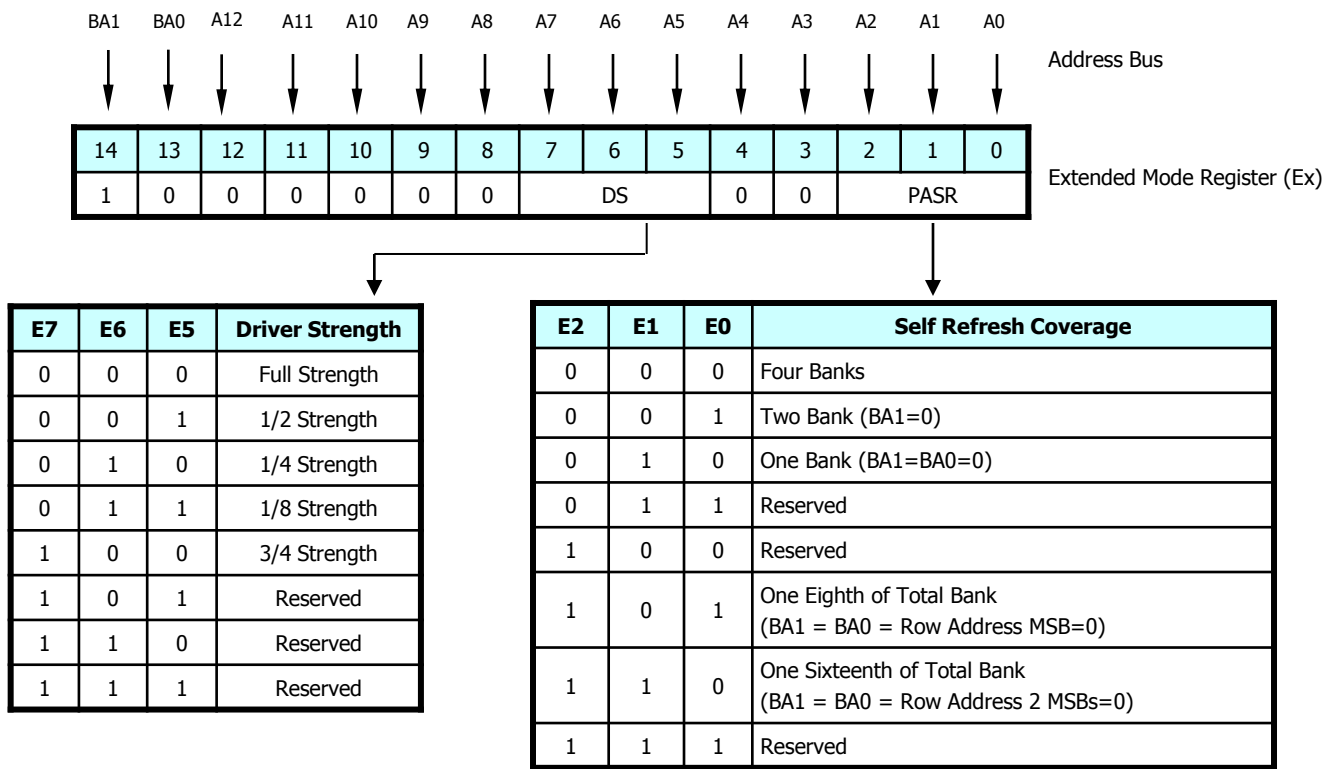 BA1 BA0 A12 A11 A10 A9 A8 A7 A6 A5 A4 A3 A2 A1 A0
Address Bus
14 13 12 11 10 9 8 7 6 5 4 3 2 1 0
1 0 0 0 0 0 0 DS 0 0 PASR
Extended Mode Register (Ex)
E7 E6 E5 Driver Strength
0 0 0 Full Strength
0 0 1 1/2 Strength
0 1 0 1/4 Strength
0 1 1 1/8 Strength
1 0 0 3/4 Strength
1 0 1 Reserved
1 1 0 Reserved
1 1 1 Reserved
E2 E1 E0 Self Refresh Coverage
0 0 0 Four Banks
0 0 1 Two Bank (BA1=0)
0 1 0 One Bank (BA1=BA0=0)
0 1 1 Reserved
1 0 0 Reserved
1 0 1 One Eighth of Total Bank
(BA1 = BA0 = Row Address MSB=0)
1 1 0 One Sixteenth of Total Bank
(BA1 = BA0 = Row Address 2 MSBs=0)
1 1 1 Reserved